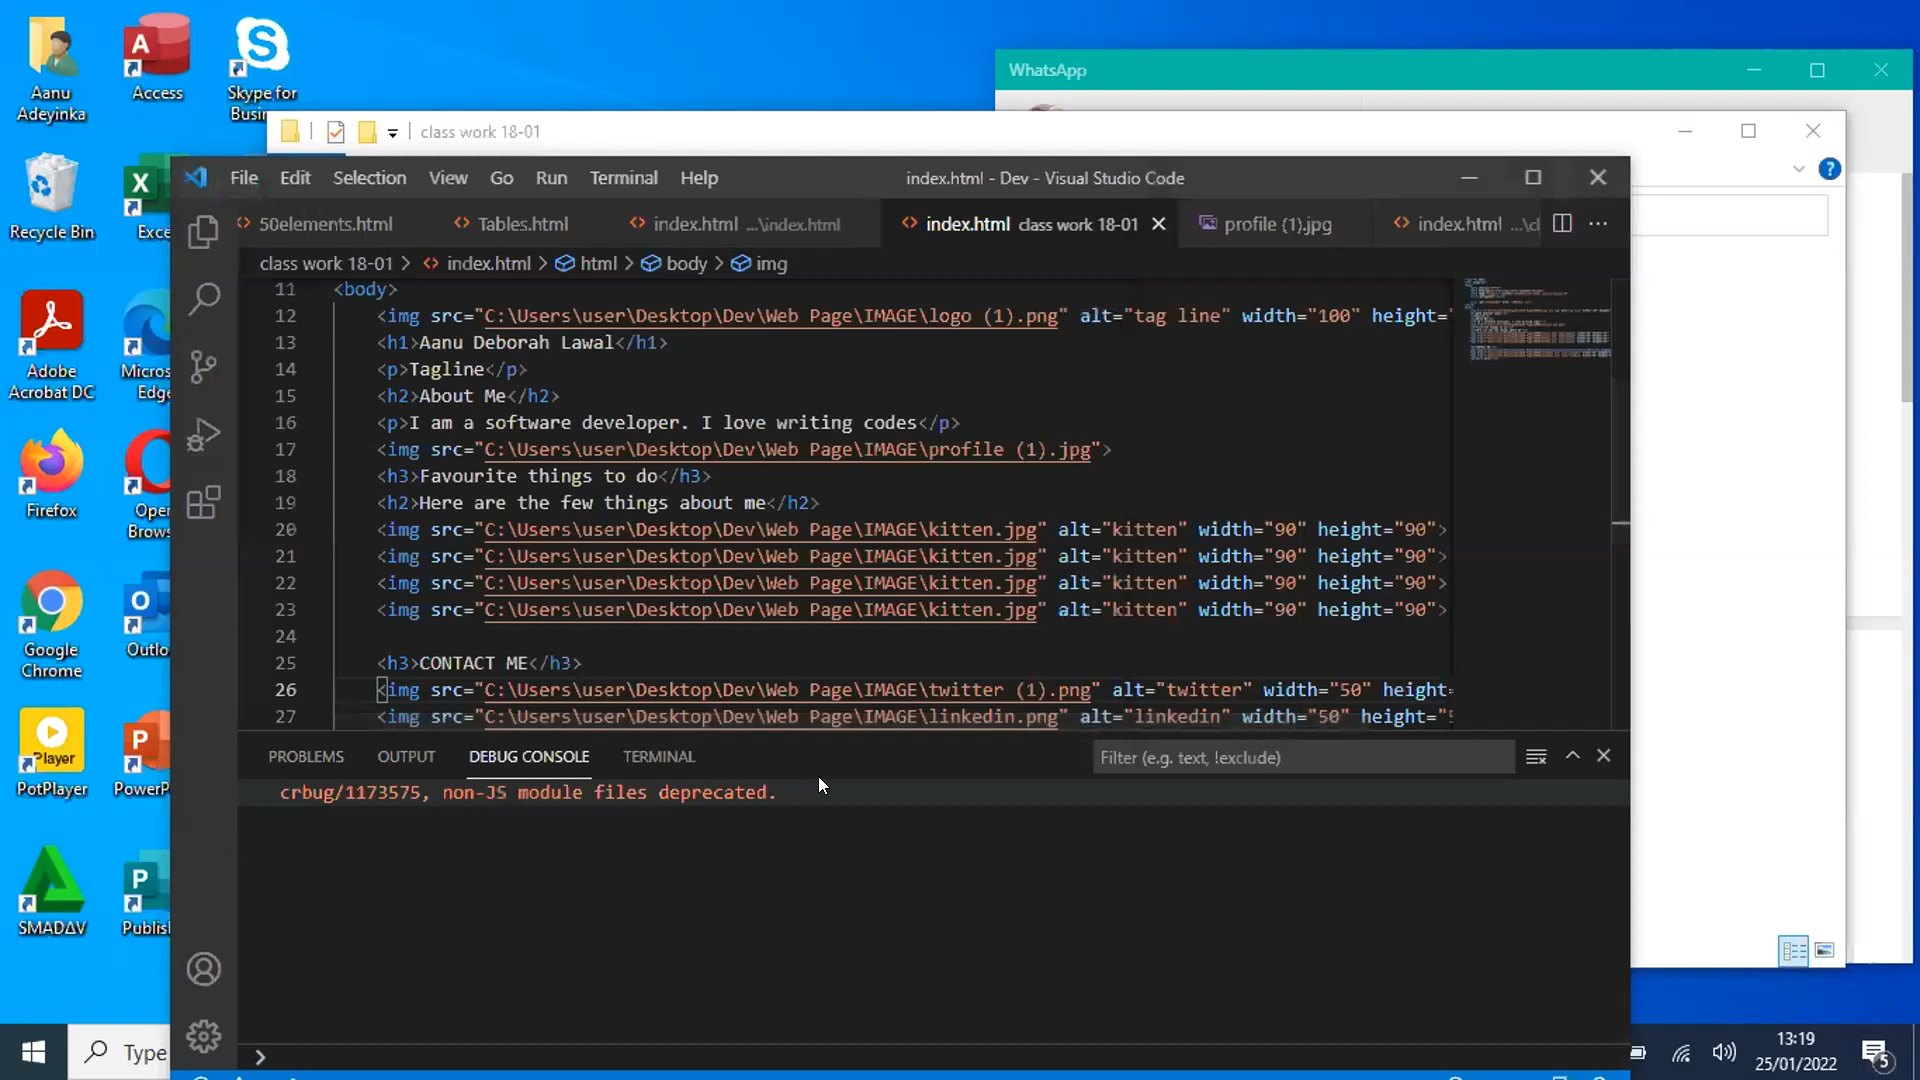 Aanu
Adeyinka
Access
Skype for
Busin
Recycle Bin
Exce
Adobe
Acrobat DC
Micros
Edge
Firefox
Oper
Brows
Google
Chrome
Outlo
Player
PotPlayer
PowerP
SMADΔV
Publish
WhatsApp
class work 18-01
File Edit Selection View Go Run Terminal Help
index.html - Dev - Visual Studio Code
50elements.html
Tables.html
index.html ...\index.html
index.html class work 18-01
profile (1).jpg
index.html ...\cl
class work 18-01 > index.html > html > body > img
11 <body>
12 <img src="C:\Users\user\Desktop\Dev\Web Page\IMAGE\logo (1).png" alt="tag line" width="100" height="
13 <h1>Aanu Deborah Lawal</h1>
14 <p>Tagline</p>
15 <h2>About Me</h2>
16 <p>I am a software developer. I love writing codes</p>
17 <img src="C:\Users\user\Desktop\Dev\Web Page\IMAGE\profile (1).jpg">
18 <h3>Favourite things to do</h3>
19 <h2>Here are the few things about me</h2>
20 <img src="C:\Users\user\Desktop\Dev\Web Page\IMAGE\kitten.jpg" alt="kitten" width="90" height="90">
21 <img src="C:\Users\user\Desktop\Dev\Web Page\IMAGE\kitten.jpg" alt="kitten" width="90" height="90">
22 <img src="C:\Users\user\Desktop\Dev\Web Page\IMAGE\kitten.jpg" alt="kitten" width="90" height="90">
23 <img src="C:\Users\user\Desktop\Dev\Web Page\IMAGE\kitten.jpg" alt="kitten" width="90" height="90">
24
25 <h3>CONTACT ME</h3>
26 <img src="C:\Users\user\Desktop\Dev\Web Page\IMAGE\twitter (1).png" alt="twitter" width="50" height=
27 <img src="C:\Users\user\Desktop\Dev\Web Page\IMAGE\linkedin.png" alt="linkedin" width="50" height="5
PROBLEMS OUTPUT DEBUG CONSOLE TERMINAL
Filter (e.g. text, !exclude)
crbug/1173575, non-JS module files deprecated.
Type
13:19
25/01/2022
5